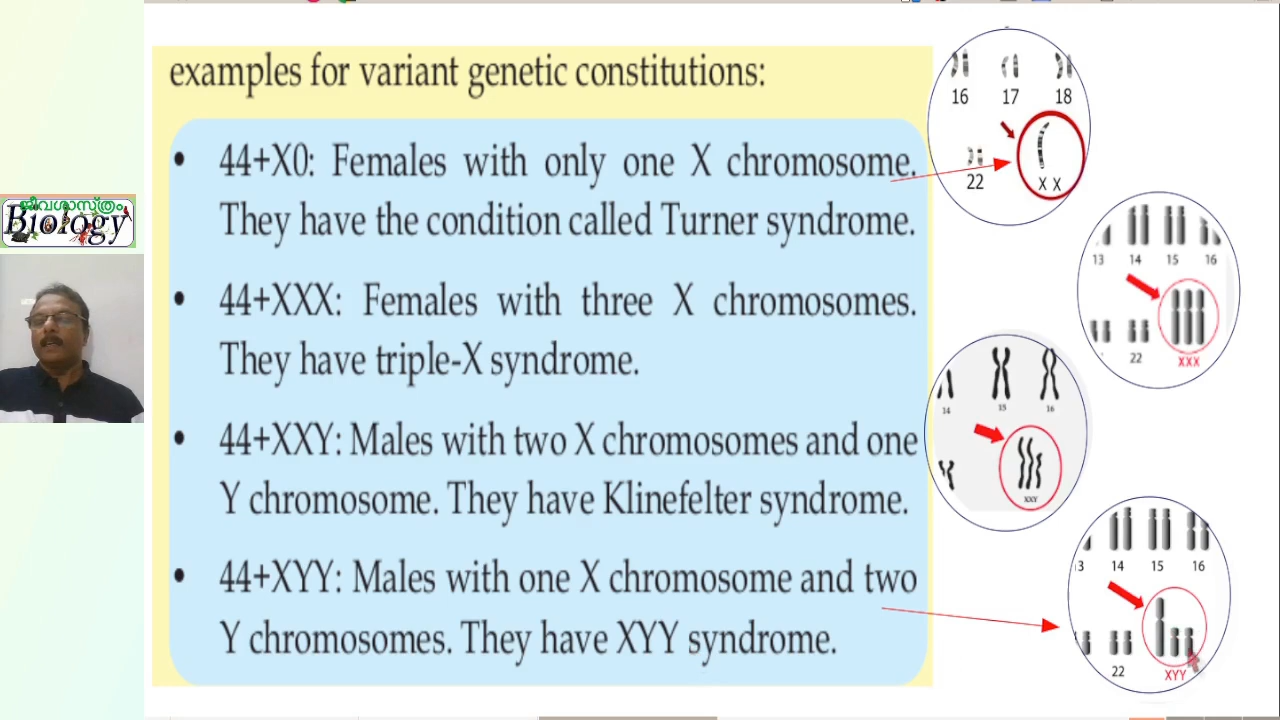 examples for variant genetic constitutions:
• 44+X0: Females with only one X chromosome.
They have the condition called Turner syndrome.
• 44+XXX: Females with three X chromosomes.
They have triple-X syndrome.
• 44+XXY: Males with two X chromosomes and one
Y chromosome. They have Klinefelter syndrome.
• 44+XYY: Males with one X chromosome and two
Y chromosomes. They have XYY syndrome.
ജീവശാസ്ത്രം
Biology
16 17 18
22 X X
13 14 15 16
22 XXX
14 15 16
XXY
3 14 15 16
22 XYY